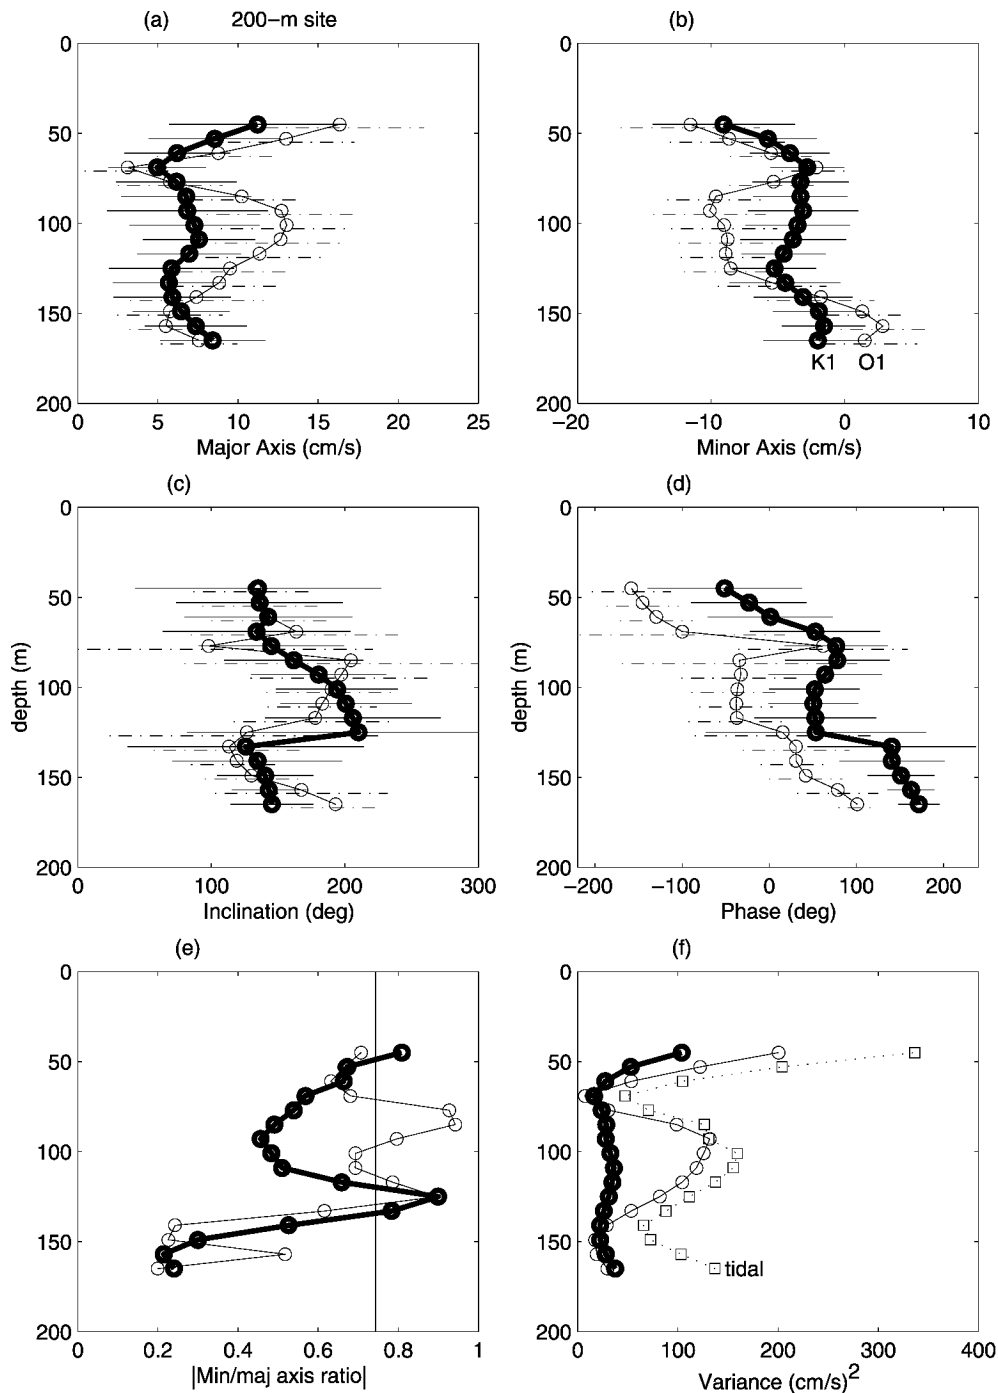 (a) 200−m site
0
50
100
150
200
0 5 10 15 20 25
Major Axis (cm/s)
(b)
0
50
100
150
200
−20 −10 0 10
Minor Axis (cm/s)
K1 O1
(c)
0
50
100
150
200
depth (m)
0 100 200 300
Inclination (deg)
(d)
0
50
100
150
200
depth (m)
−200 −100 0 100 200
Phase (deg)
(e)
0
50
100
150
200
0 0.2 0.4 0.6 0.8 1
|Min/maj axis ratio|
(f)
0
50
100
150
200
tidal
0 100 200 300 400
Variance (cm/s)²